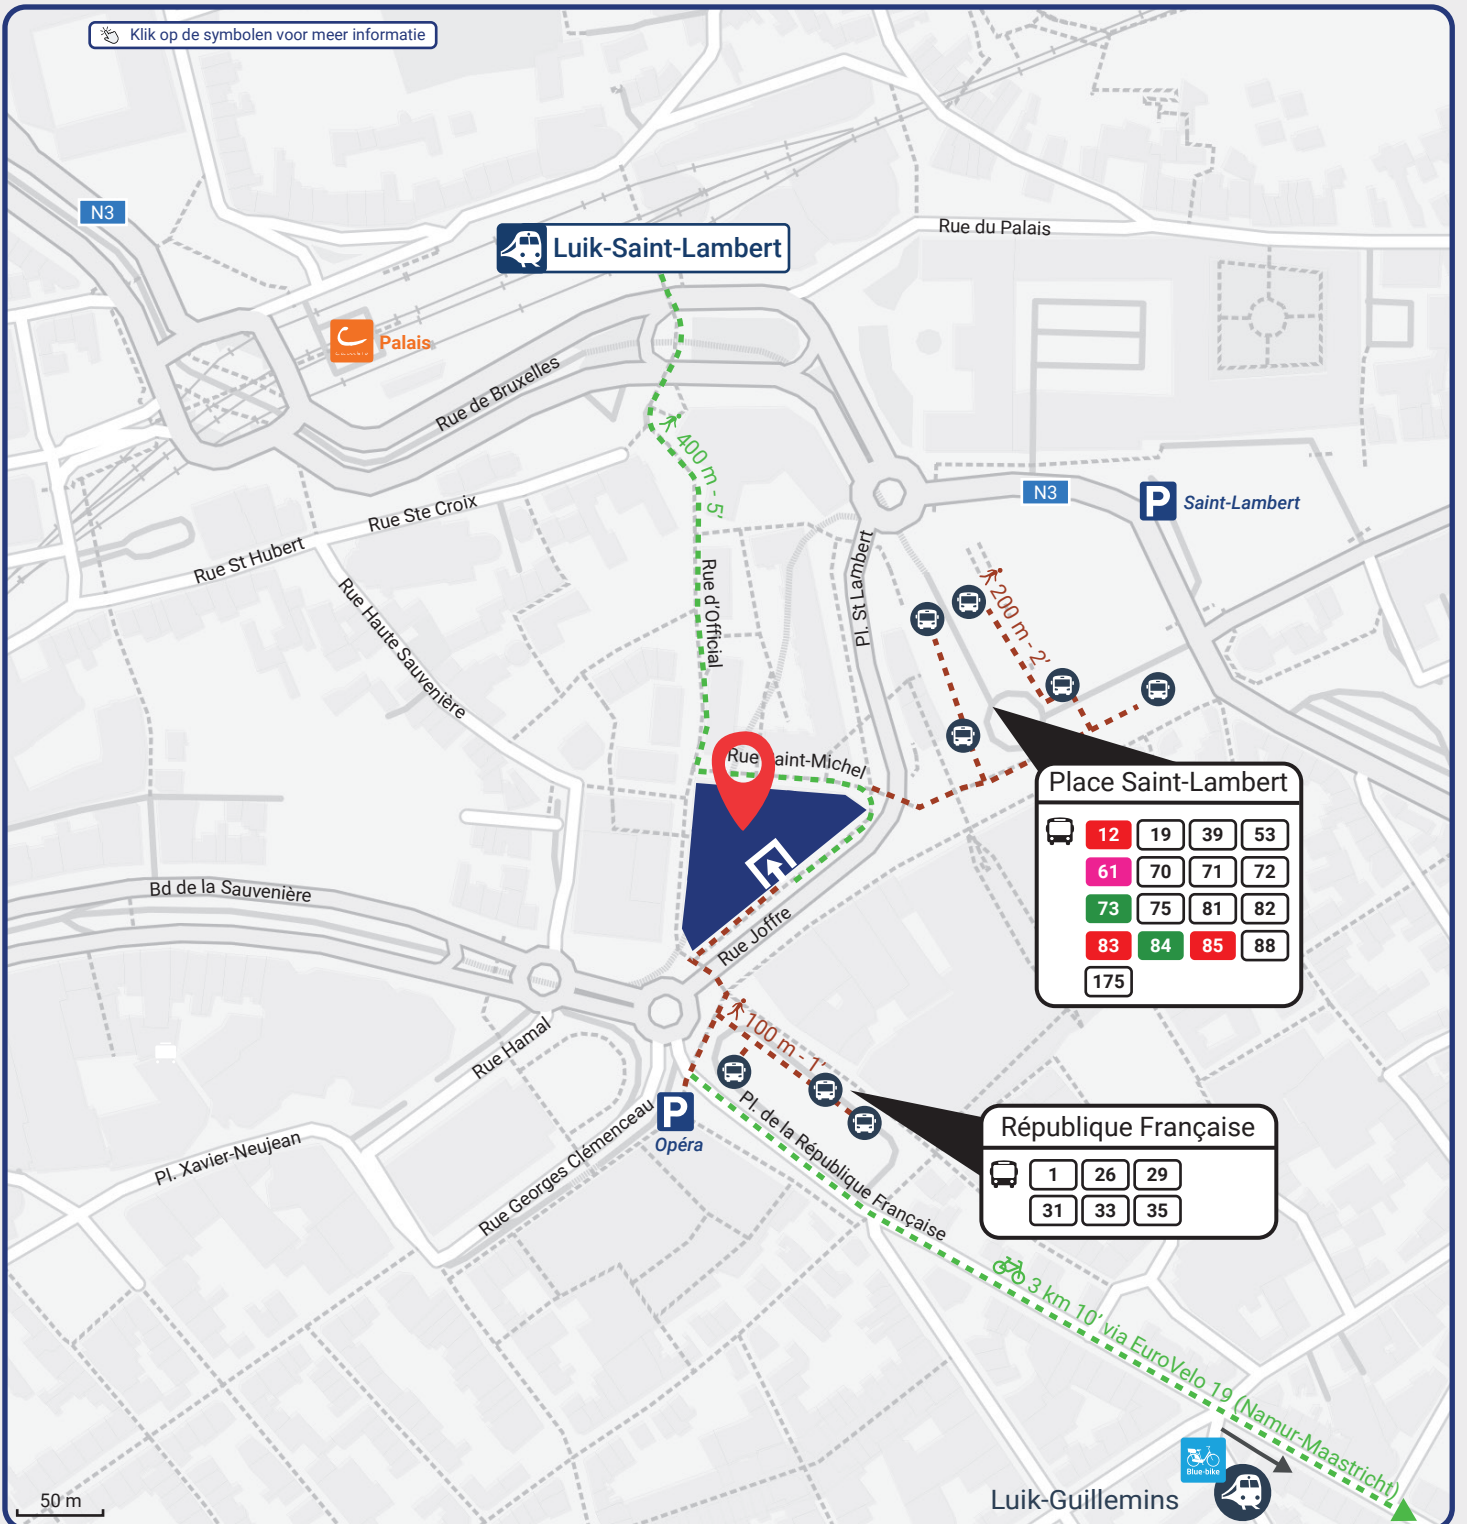 Klik op de symbolen voor meer informatie
N3
Luik-Saint-Lambert
Rue du Palais
Palais
Rue de Bruxelles
400 m - 5'
N3
P Saint-Lambert
Rue Ste Croix
Rue St Hubert
Rue Haute Sauvenière
Rue d'Official
Pl. St Lambert
200 m - 2'
Rue Saint-Michel
Place Saint-Lambert
12 19 39 53
61 70 71 72
73 75 81 82
83 84 85 88
175
Bd de la Sauvenière
Rue Joffre
100 m - 1'
Rue Hamal
P
Opéra
Pl. de la République Française
République Française
1 26 29
31 33 35
Pl. Xavier-Neujean
Rue Georges Clémenceau
3 km 10' via EuroVelo 19 (Namur-Maastricht)
Blue-bike
Luik-Guillemins
50 m